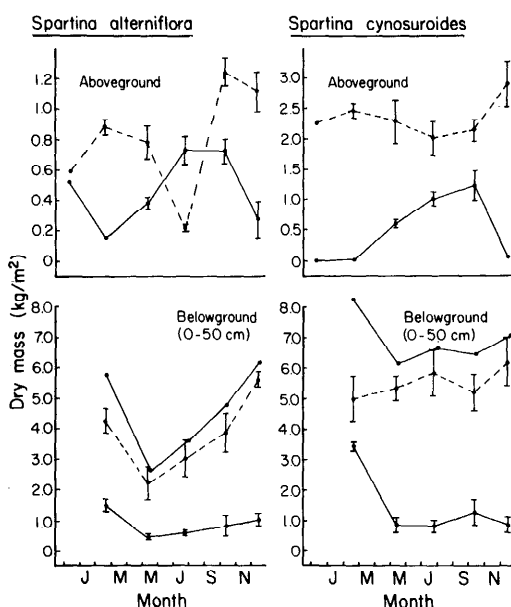 Spartina alterniflora
Spartina cynosuroides
Aboveground
1.2
1.0
0.8
0.6
0.4
0.2
0
Aboveground
3.0
2.5
2.0
1.5
1.0
0.5
0
Dry mass (kg/m²)
Belowground
(0-50 cm)
8.0
7.0
6.0
5.0
4.0
3.0
2.0
1.0
0
Belowground
(0-50 cm)
8.0
7.0
6.0
5.0
4.0
3.0
2.0
1.0
0
J M M J S N
Month
J M M J S N
Month